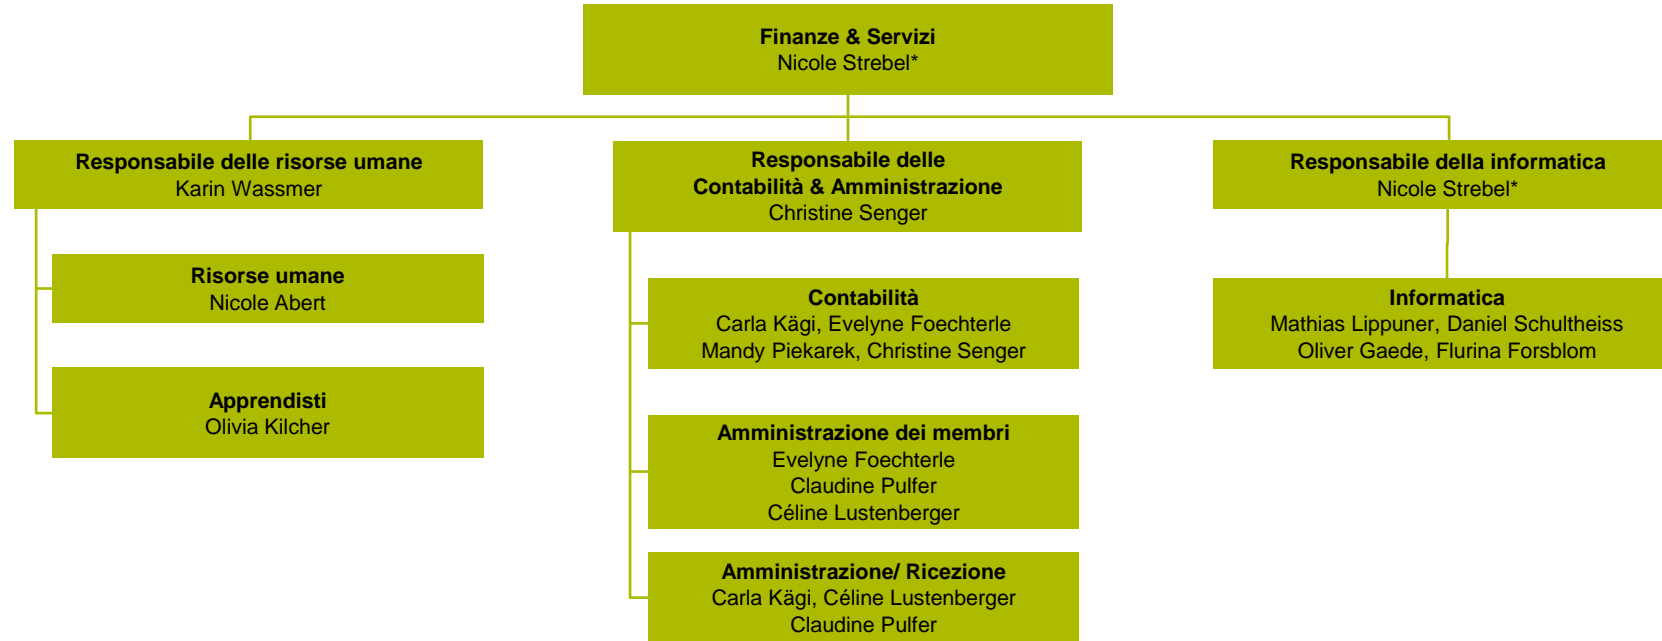 Finanze & Servizi
Nicole Strebel*
Responsabile delle risorse umane
Karin Wassmer
Risorse umane
Nicole Abert
Apprendisti
Olivia Kilcher
Responsabile delle
Contabilità & Amministrazione
Christine Senger
Contabilità
Carla Kägi, Evelyne Foechterle
Mandy Piekarek, Christine Senger
Amministrazione dei membri
Evelyne Foechterle
Claudine Pulfer
Céline Lustenberger
Amministrazione/ Ricezione
Carla Kägi, Céline Lustenberger
Claudine Pulfer
Responsabile della informatica
Nicole Strebel*
Informatica
Mathias Lippuner, Daniel Schultheiss
Oliver Gaede, Flurina Forsblom